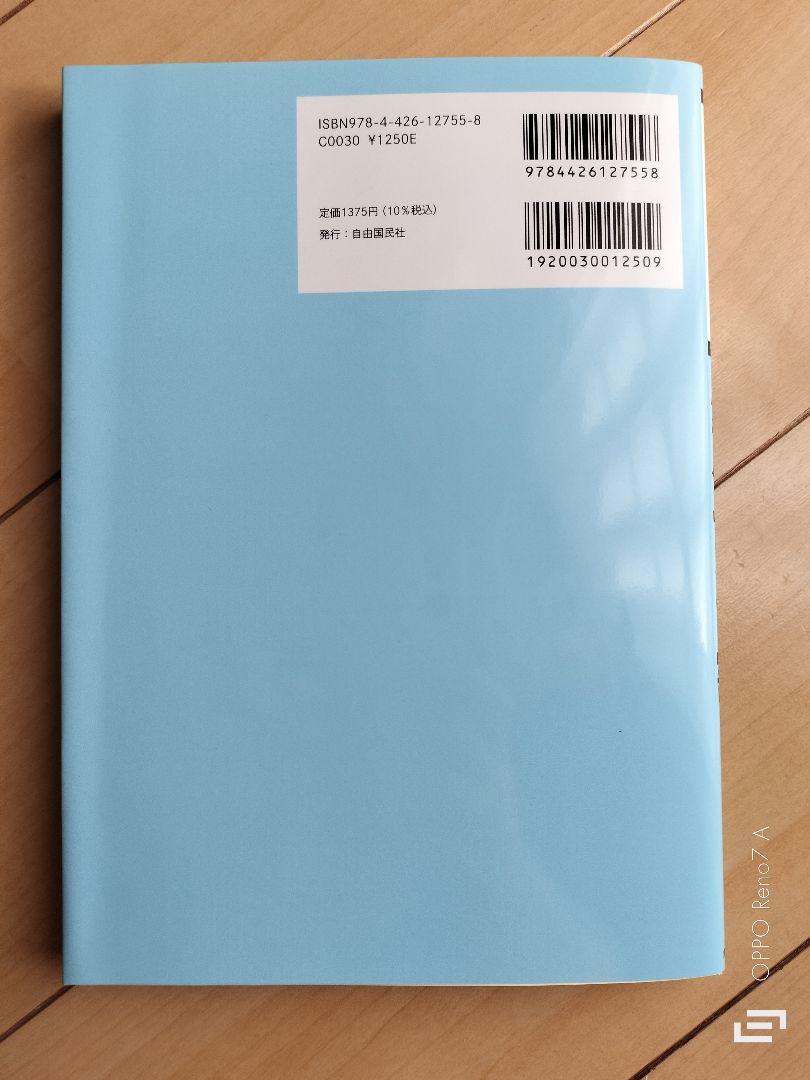 ISBN978-4-426-12755-8
C0030 ¥1250E
定価1375円(10%税込)
発行:自由国民社
9784426127558
1920030012509
OPPO Reno7 A